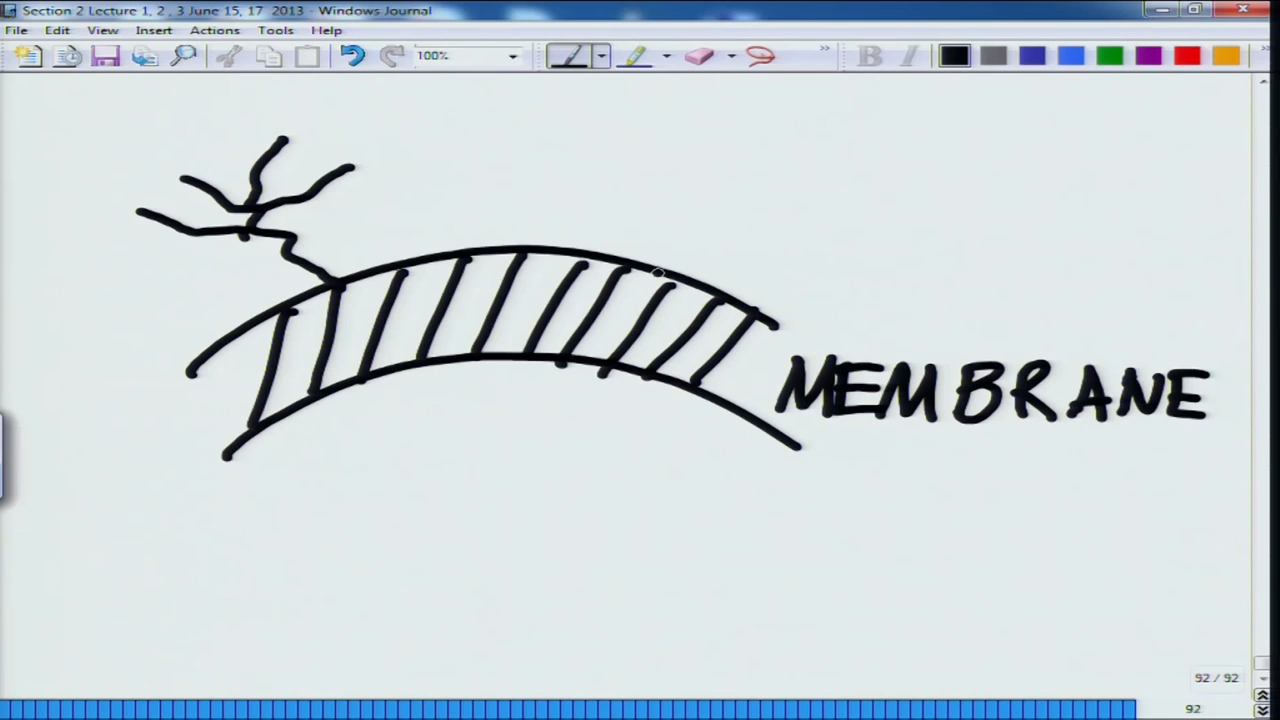 Section 2 Lecture 1, 2 , 3 June 15, 17 2013 - Windows Journal
File Edit View Insert Actions Tools Help
100% B I
MEMBRANE
92 / 92
92